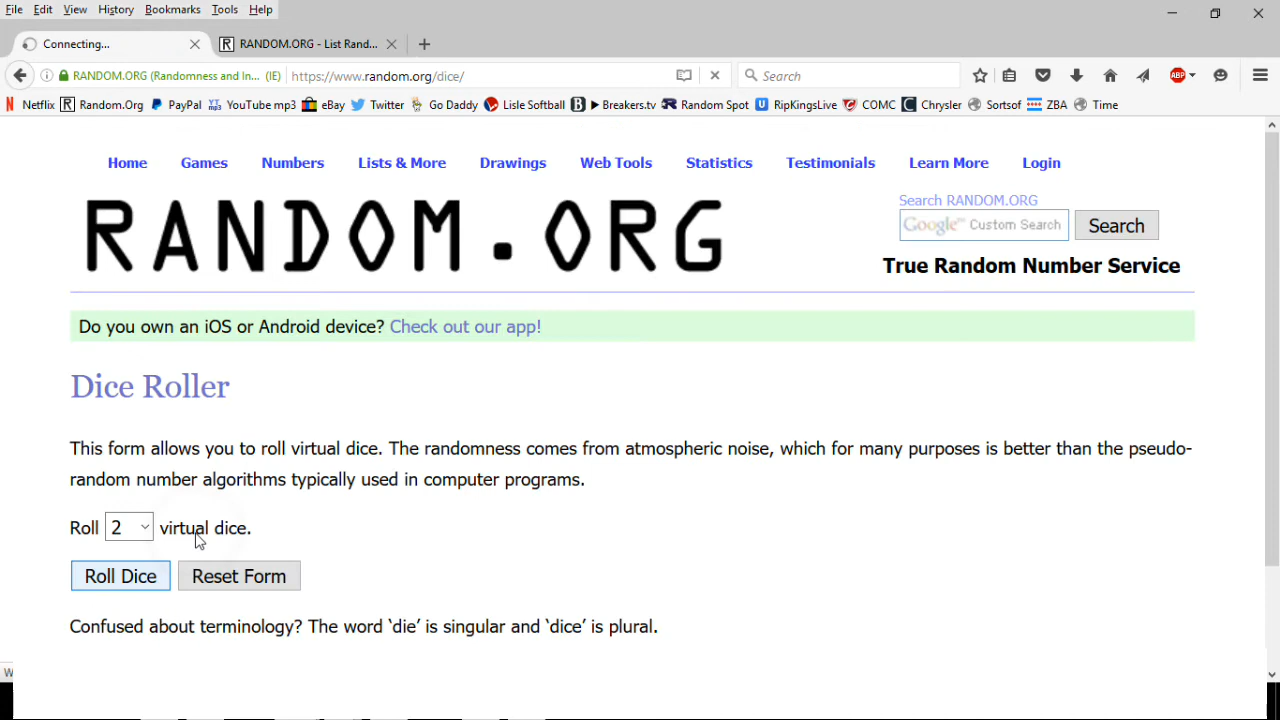 File Edit View History Bookmarks Tools Help
Connecting... RANDOM.ORG - List Rand...
RANDOM.ORG (Randomness and In... (IE) https://www.random.org/dice/ Search ABP
N Netflix R Random.Org PayPal YT mp3 YouTube mp3 eBay Twitter Go Daddy Lisle Softball B ▶ Breakers.tv Random Spot U RipKingsLive COMC C Chrysler Sortsof ZBA Time
Home Games Numbers Lists & More Drawings Web Tools Statistics Testimonials Learn More Login
Search RANDOM.ORG
RANDOM.ORG
Google™ Custom Search Search
True Random Number Service
Do you own an iOS or Android device? Check out our app!
Dice Roller
This form allows you to roll virtual dice. The randomness comes from atmospheric noise, which for many purposes is better than the pseudo-
random number algorithms typically used in computer programs.
Roll 2 virtual dice.
Roll Dice Reset Form
Confused about terminology? The word ‘die’ is singular and ‘dice’ is plural.